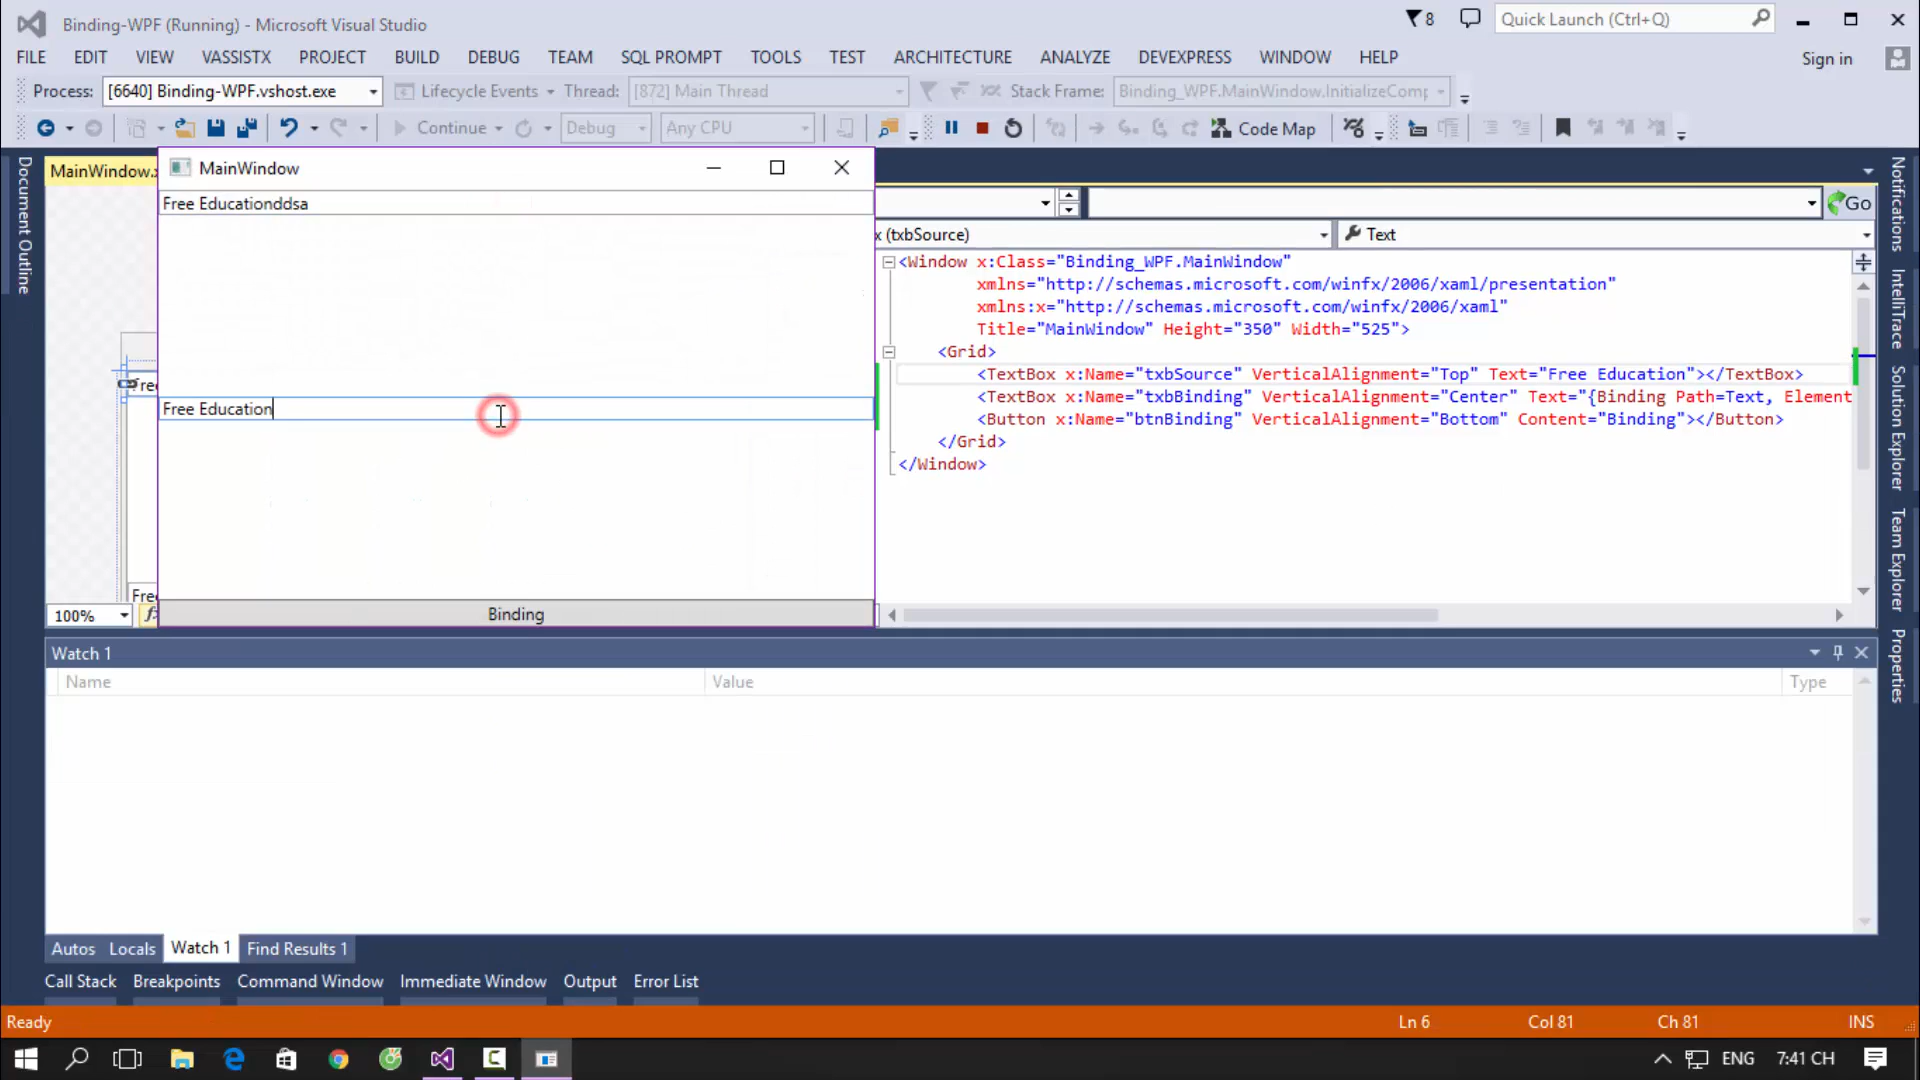 Binding-WPF (Running) - Microsoft Visual Studio
8
Quick Launch (Ctrl+Q)
FILE EDIT VIEW VASSISTX PROJECT BUILD DEBUG TEAM SQL PROMPT TOOLS TEST ARCHITECTURE ANALYZE DEVEXPRESS WINDOW HELP
Sign in
Process: [6640] Binding-WPF.vshost.exe Lifecycle Events Thread: [872] Main Thread Stack Frame: Binding_WPF.MainWindow.InitializeComp
Continue Debug Any CPU Code Map
Document Outline
MainWindow.x
MainWindow
Free Educationddsa
Free Education
Binding
Free
Free
100%
Go
x (txbSource)
Text
<Window x:Class="Binding_WPF.MainWindow"
xmlns="http://schemas.microsoft.com/winfx/2006/xaml/presentation"
xmlns:x="http://schemas.microsoft.com/winfx/2006/xaml"
Title="MainWindow" Height="350" Width="525">
<Grid>
<TextBox x:Name="txbSource" VerticalAlignment="Top" Text="Free Education"></TextBox>
<TextBox x:Name="txbBinding" VerticalAlignment="Center" Text="{Binding Path=Text, Element
<Button x:Name="btnBinding" VerticalAlignment="Bottom" Content="Binding"></Button>
</Grid>
</Window>
Notifications
IntelliTrace
Solution Explorer
Team Explorer
Properties
Watch 1
Name Value Type
Autos Locals Watch 1 Find Results 1
Call Stack Breakpoints Command Window Immediate Window Output Error List
Ready Ln 6 Col 81 Ch 81 INS
ENG 7:41 CH